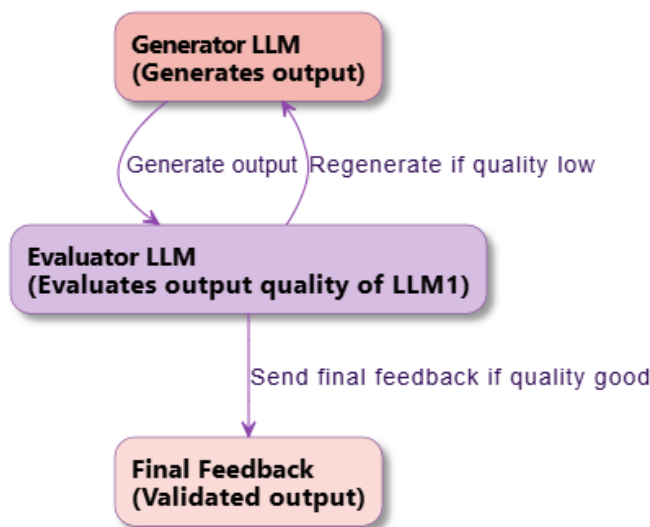 Generator LLM
(Generates output)
Generate output
Regenerate if quality low
Evaluator LLM
(Evaluates output quality of LLM1)
Send final feedback if quality good
Final Feedback
(Validated output)